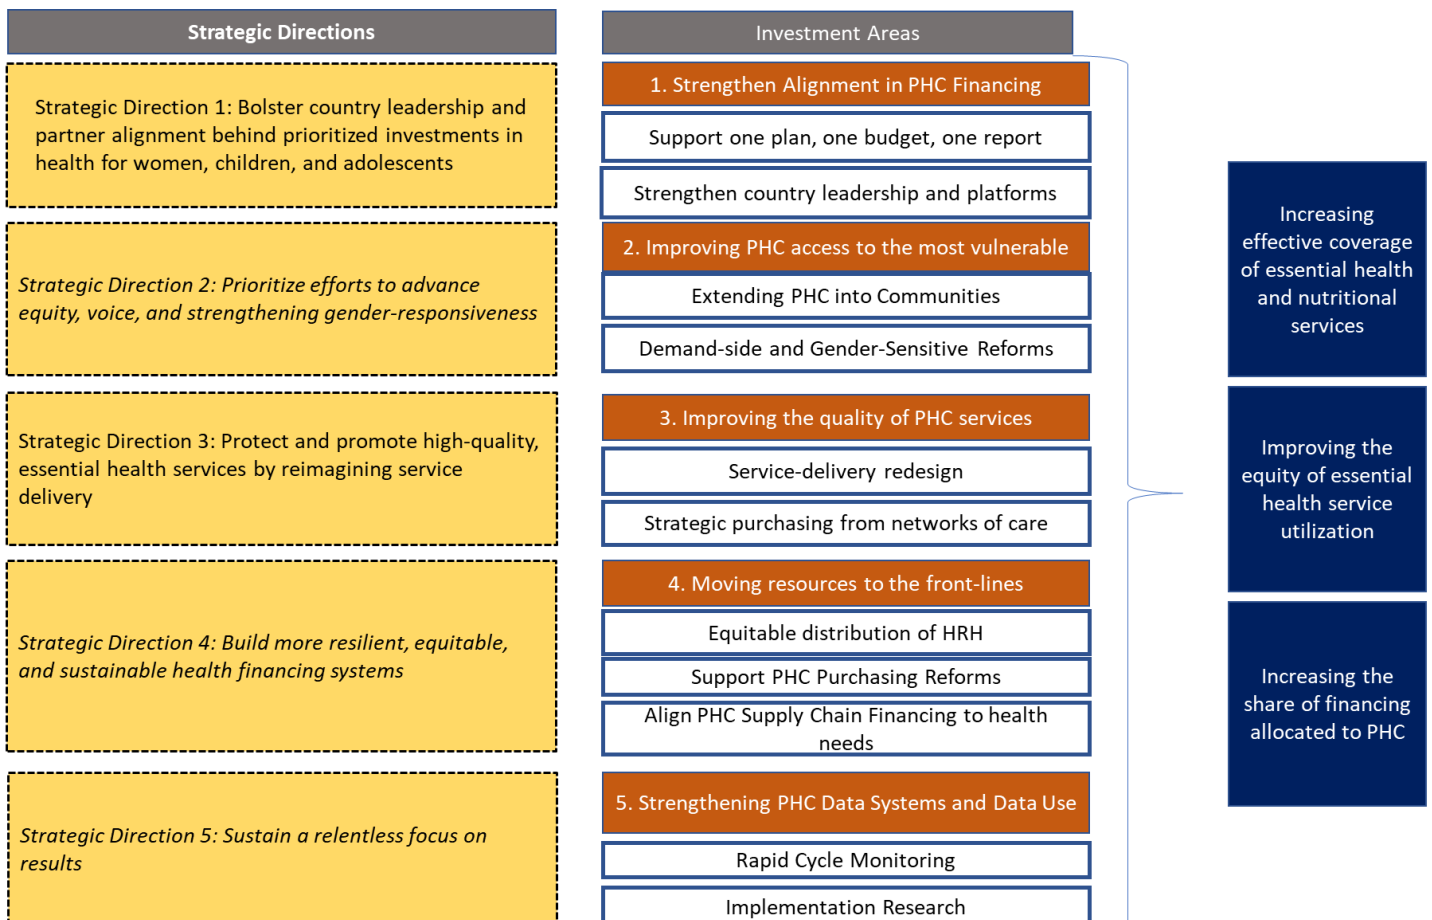 Strategic Directions
Investment Areas
Strategic Direction 1: Bolster country leadership and
partner alignment behind prioritized investments in
health for women, children, and adolescents
1. Strengthen Alignment in PHC Financing
Support one plan, one budget, one report
Strengthen country leadership and platforms
Strategic Direction 2: Prioritize efforts to advance
equity, voice, and strengthening gender-responsiveness
2. Improving PHC access to the most vulnerable
Extending PHC into Communities
Demand-side and Gender-Sensitive Reforms
Strategic Direction 3: Protect and promote high-quality,
essential health services by reimagining service
delivery
3. Improving the quality of PHC services
Service-delivery redesign
Strategic purchasing from networks of care
Strategic Direction 4: Build more resilient, equitable,
and sustainable health financing systems
4. Moving resources to the front-lines
Equitable distribution of HRH
Support PHC Purchasing Reforms
Align PHC Supply Chain Financing to health
needs
Strategic Direction 5: Sustain a relentless focus on
results
5. Strengthening PHC Data Systems and Data Use
Rapid Cycle Monitoring
Implementation Research
Increasing
effective coverage
of essential health
and nutritional
services
Improving the
equity of essential
health service
utilization
Increasing the
share of financing
allocated to PHC